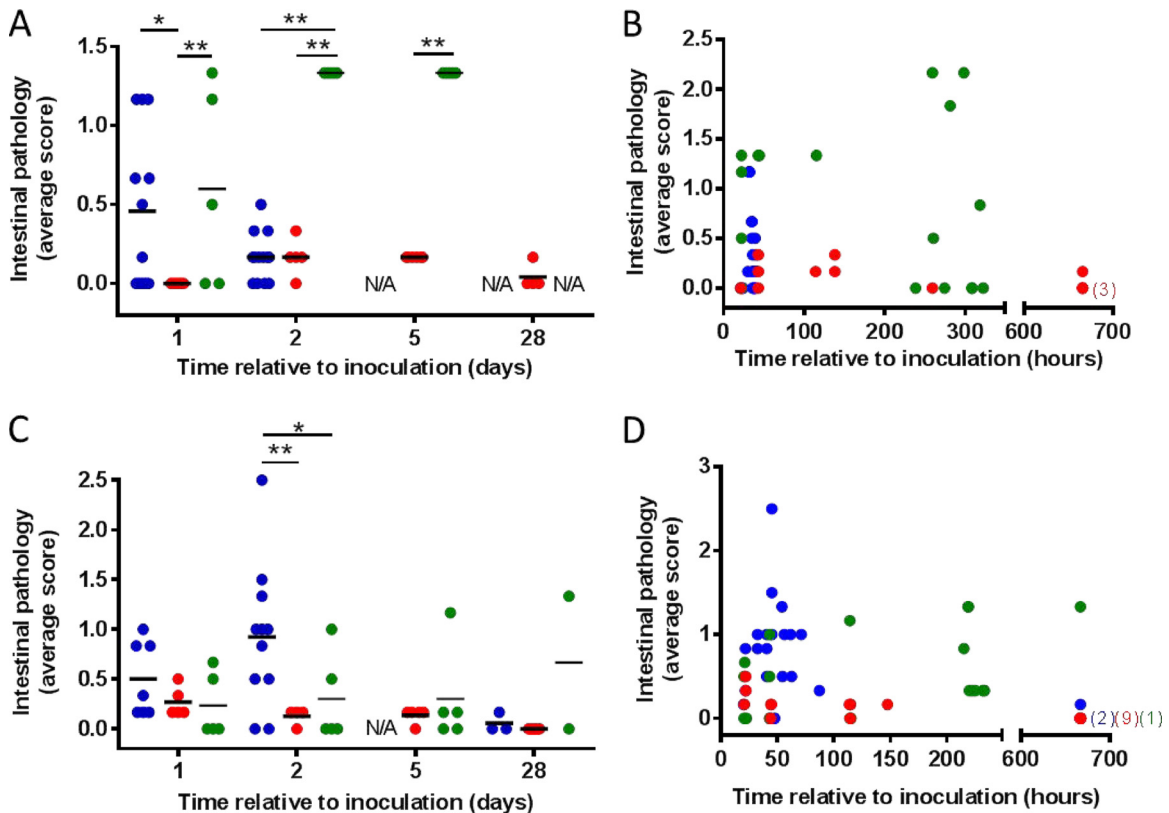 A
*
**
**
**
**
1.5
1.0
0.5
0.0
Intestinal pathology
(average score)
N/A
N/A
N/A
1
2
5
28
Time relative to inoculation (days)
B
2.5
2.0
1.5
1.0
0.5
0.0
Intestinal pathology
(average score)
(3)
0
100
200
300
600
700
Time relative to inoculation (hours)
C
*
**
2.5
2.0
1.5
1.0
0.5
0.0
Intestinal pathology
(average score)
N/A
1
2
5
28
Time relative to inoculation (days)
D
3
2
1
0
Intestinal pathology
(average score)
(2)(9)(1)
0
50
100
150
200
600
700
Time relative to inoculation (hours)